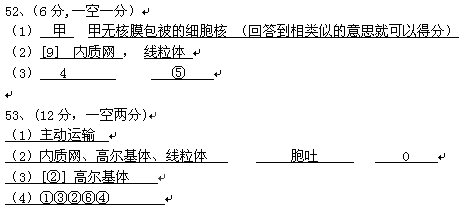 52、（6 分,一空一分）
（1） 甲 甲无核膜包被的细胞核 （回答到相类似的意思就可以得分）
（2）[9] 内质网 ， 线粒体
（3） 4 ⑤
53、（12 分，一空两分）
（1）主动运输
（2）内质网、高尔基体、线粒体 胞吐 0
（3）[②] 高尔基体
（4）①③②⑥④